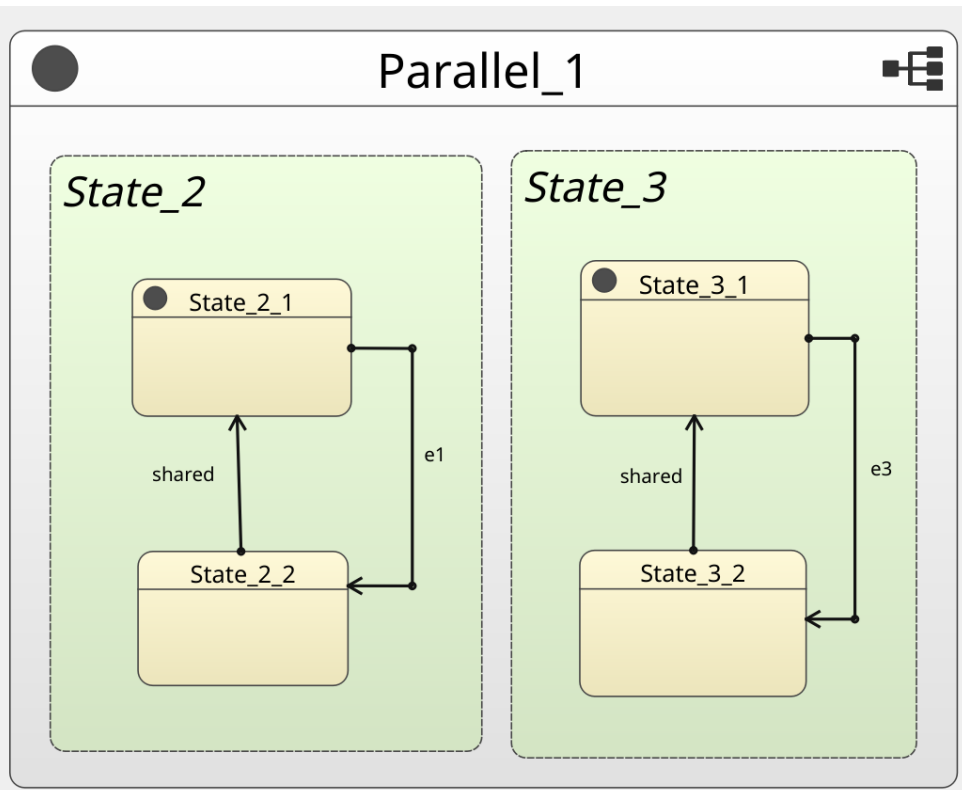 Parallel_1
State_2
State_2_1
e1
shared
State_2_2
State_3
State_3_1
e3
shared
State_3_2